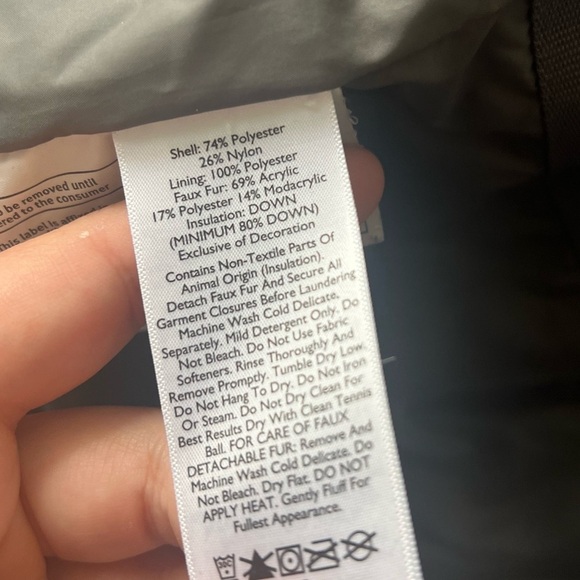 Shell: 74% Polyester
26% Nylon
Lining: 100% Polyester
Faux Fur: 69% Acrylic
17% Polyester 14% Modacrylic
Insulation: DOWN
(MINIMUM 80% DOWN)
Exclusive of Decoration
Contains Non-Textile Parts Of
Animal Origin (Insulation).
Detach Faux Fur And Secure All
Garment Closures Before Laundering
Machine Wash Cold Delicate,
Separately. Mild Detergent Only. Do
Not Bleach. Do Not Use Fabric
Softeners. Rinse Thoroughly And
Remove Promptly. Tumble Dry Low.
Do Not Hang To Dry. Do Not Iron
Or Steam. Do Not Dry Clean For
Best Results Dry With Clean Tennis
Ball. FOR CARE OF FAUX
DETACHABLE FUR: Remove And
Machine Wash Cold Delicate. Do
Not Bleach. Dry Flat. DO NOT
APPLY HEAT. Gently Fluff For
Fullest Appearance.
be removed until
to the consumer
This label is